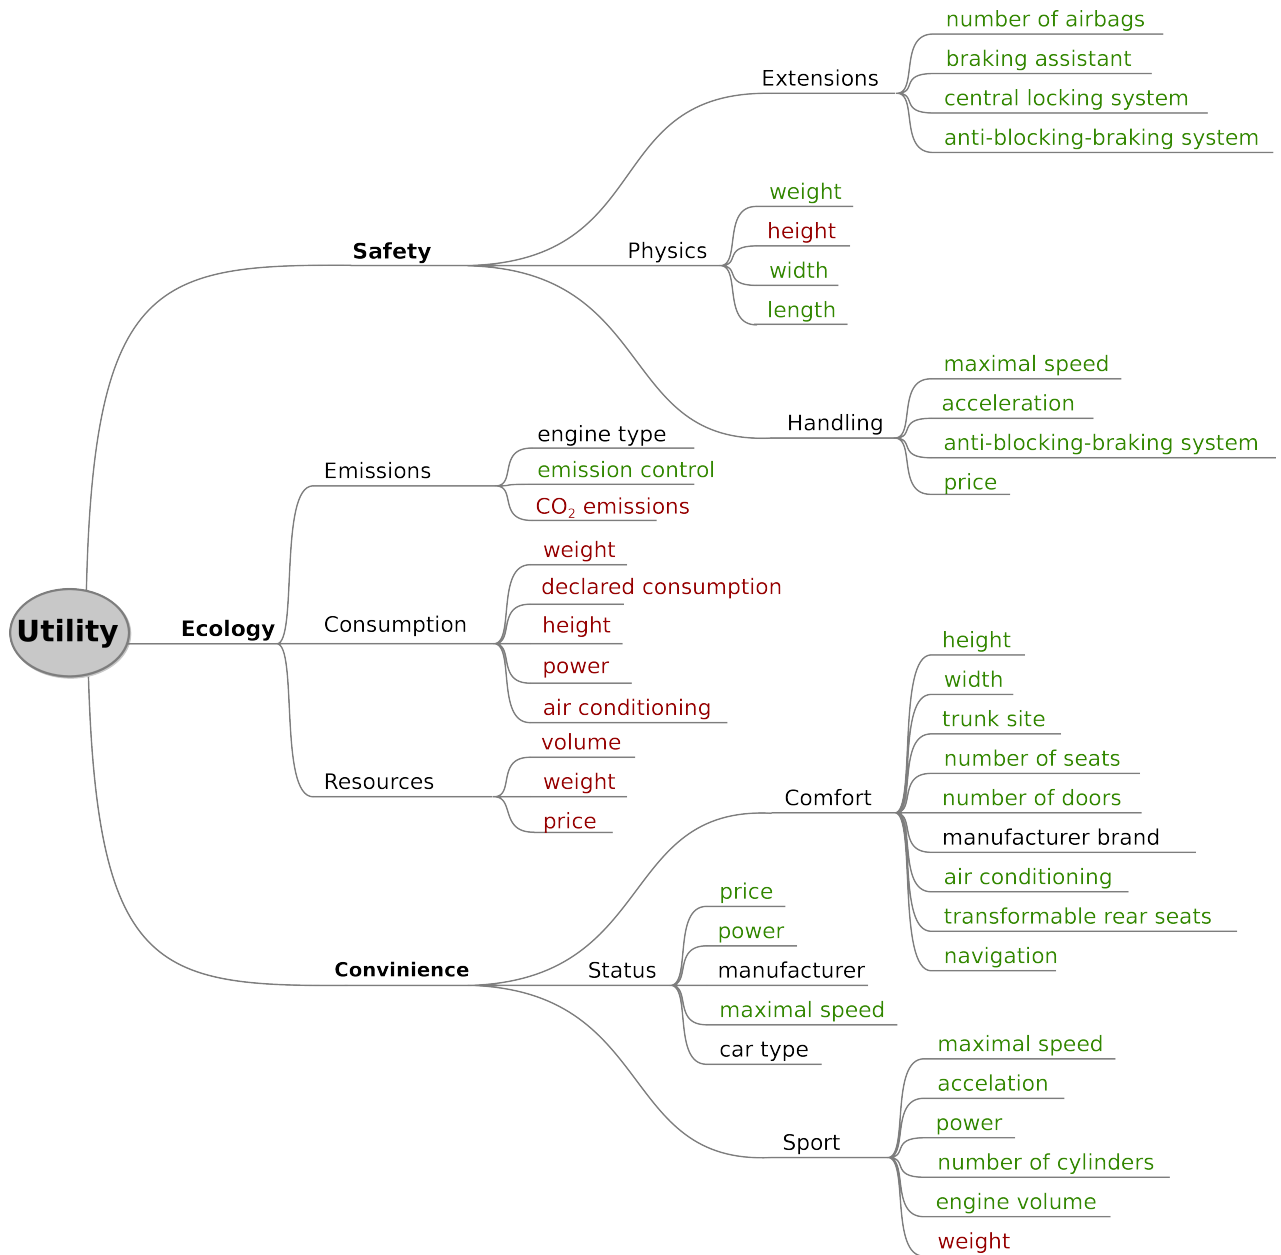 Utility
Safety
Extensions
number of airbags
braking assistant
central locking system
anti-blocking-braking system
Physics
weight
height
width
length
Handling
maximal speed
acceleration
anti-blocking-braking system
price
Ecology
Emissions
engine type
emission control
CO₂ emissions
Consumption
weight
declared consumption
height
power
air conditioning
Resources
volume
weight
price
Convinience
Comfort
height
width
trunk site
number of seats
number of doors
manufacturer brand
air conditioning
transformable rear seats
navigation
Status
price
power
manufacturer
maximal speed
car type
Sport
maximal speed
accelation
power
number of cylinders
engine volume
weight